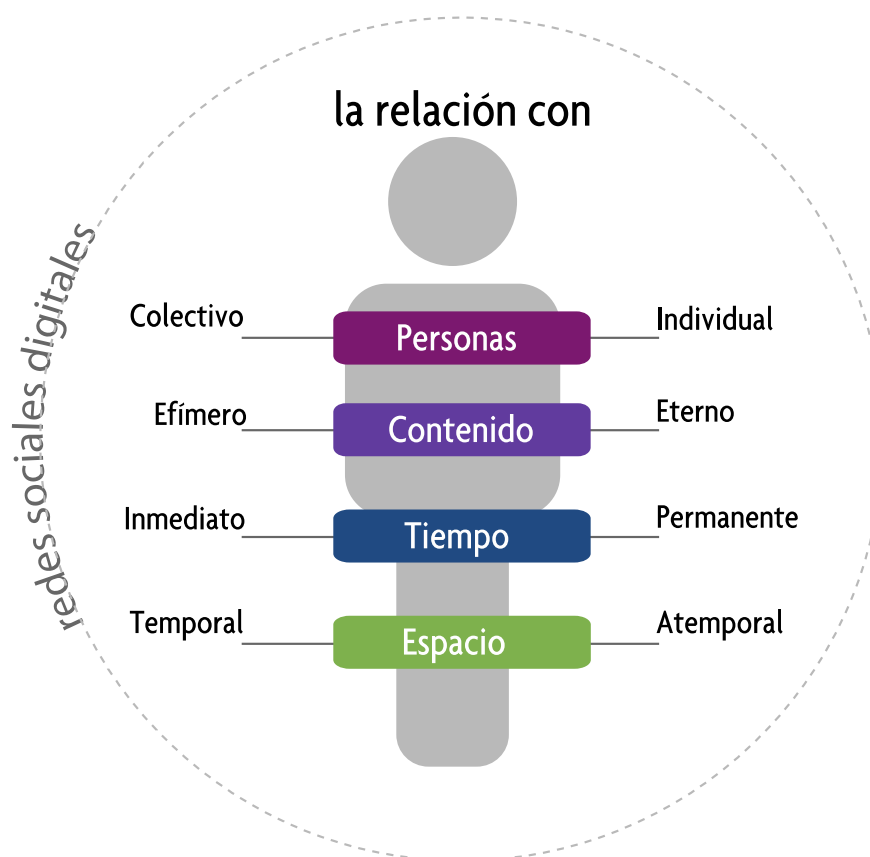 la relación con
redes sociales digitales
Colectivo
Personas
Individual
Efímero
Contenido
Eterno
Inmediato
Tiempo
Permanente
Temporal
Espacio
Atemporal